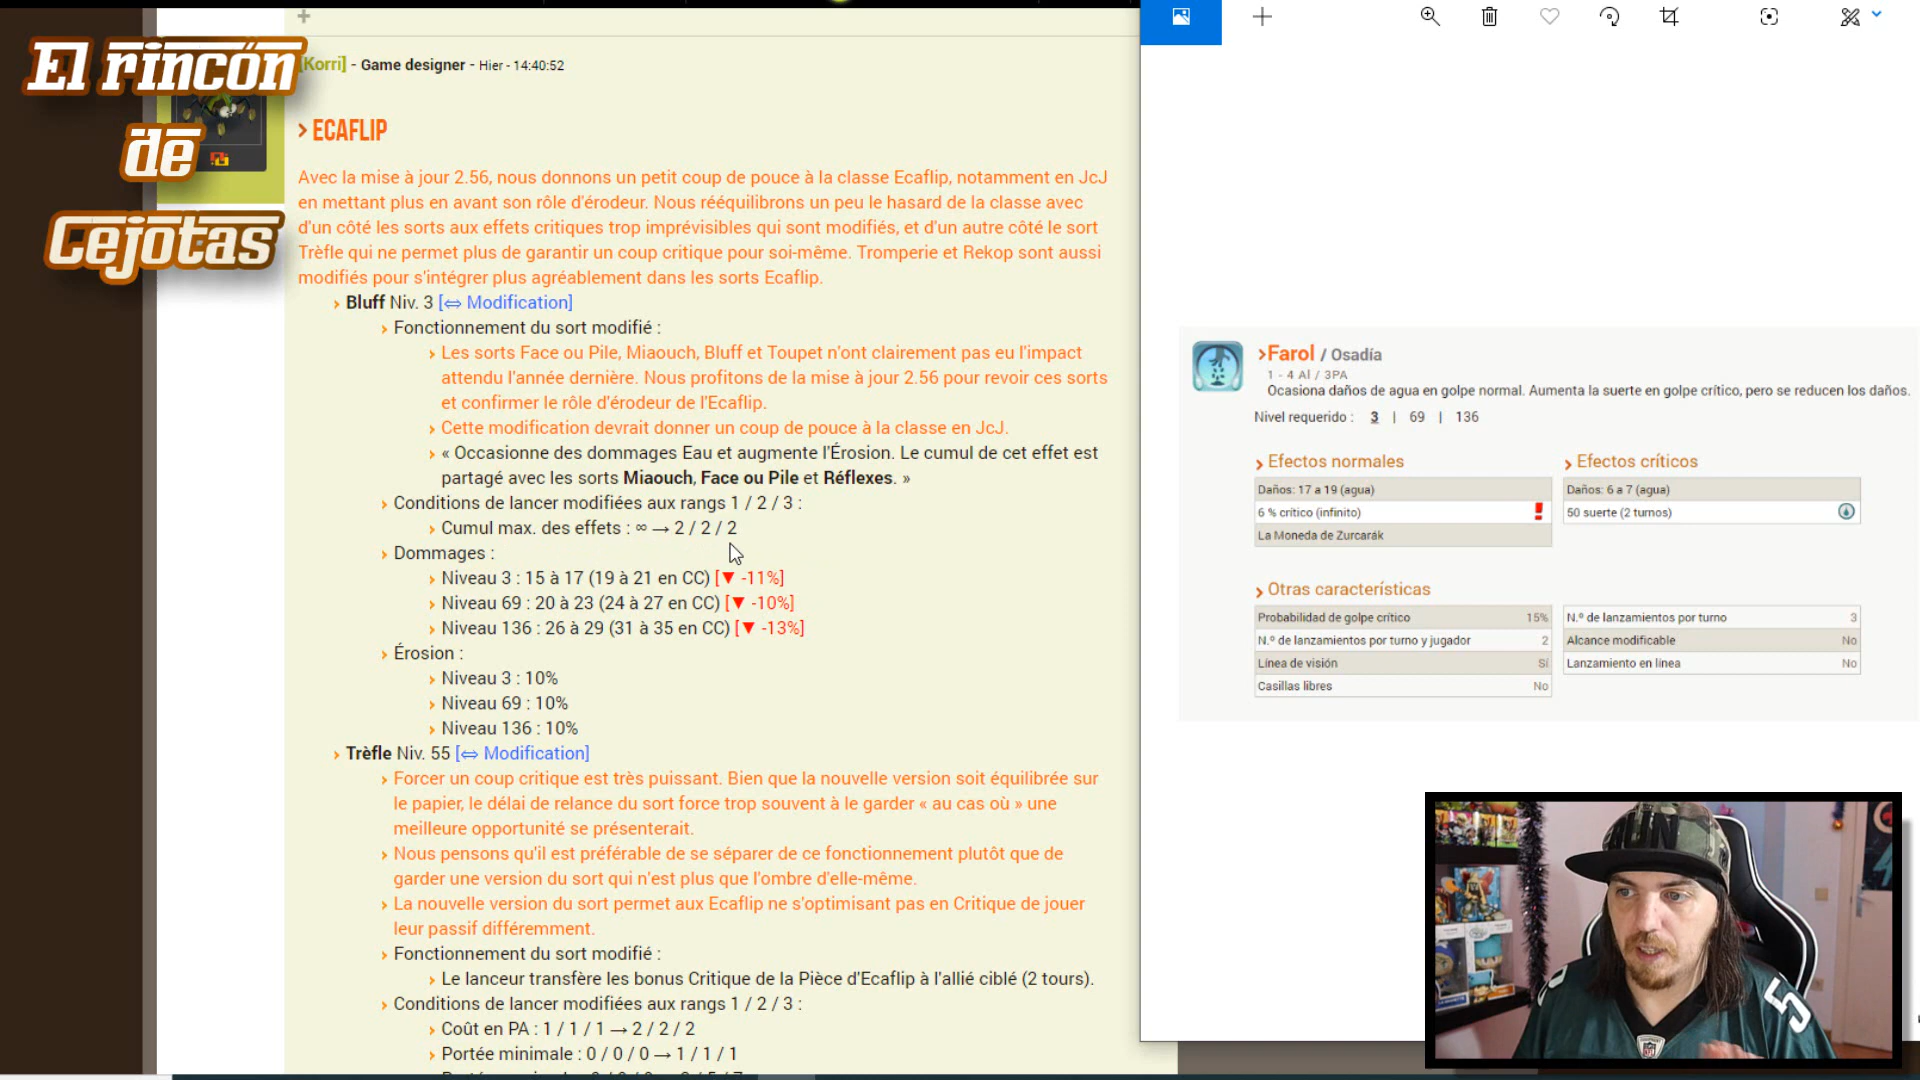 El rincón
de
Cejotas
[Korri] - Game designer - Hier - 14:40:52
ECAFLIP
Avec la mise à jour 2.56, nous donnons un petit coup de pouce à la classe Ecaflip, notamment en JcJ
en mettant plus en avant son rôle d'érodeur. Nous rééquilibrons un peu le hasard de la classe avec
d'un côté les sorts aux effets critiques trop imprévisibles qui sont modifiés, et d'un autre côté le sort
Trèfle qui ne permet plus de garantir un coup critique pour soi-même. Tromperie et Rekop sont aussi
modifiés pour s'intégrer plus agréablement dans les sorts Ecaflip.
Bluff Niv. 3 [⇔ Modification]
Fonctionnement du sort modifié :
Les sorts Face ou Pile, Miaouch, Bluff et Toupet n'ont clairement pas eu l'impact
attendu l'année dernière. Nous profitons de la mise à jour 2.56 pour revoir ces sorts
et confirmer le rôle d'érodeur de l'Ecaflip.
Cette modification devrait donner un coup de pouce à la classe en JcJ.
« Occasionne des dommages Eau et augmente l'Érosion. Le cumul de cet effet est
partagé avec les sorts Miaouch, Face ou Pile et Réflexes. »
Conditions de lancer modifiées aux rangs 1 / 2 / 3 :
Cumul max. des effets : ∞ → 2 / 2 / 2
Dommages :
Niveau 3 : 15 à 17 (19 à 21 en CC) [▼ -11%]
Niveau 69 : 20 à 23 (24 à 27 en CC) [▼ -10%]
Niveau 136 : 26 à 29 (31 à 35 en CC) [▼ -13%]
Érosion :
Niveau 3 : 10%
Niveau 69 : 10%
Niveau 136 : 10%
Trèfle Niv. 55 [⇔ Modification]
Forcer un coup critique est très puissant. Bien que la nouvelle version soit équilibrée sur
le papier, le délai de relance du sort force trop souvent à le garder « au cas où » une
meilleure opportunité se présenterait.
Nous pensons qu'il est préférable de se séparer de ce fonctionnement plutôt que de
garder une version du sort qui n'est plus que l'ombre d'elle-même.
La nouvelle version du sort permet aux Ecaflip ne s'optimisant pas en Critique de jouer
leur passif différemment.
Fonctionnement du sort modifié :
Le lanceur transfère les bonus Critique de la Pièce d'Ecaflip à l'allié ciblé (2 tours).
Conditions de lancer modifiées aux rangs 1 / 2 / 3 :
Coût en PA : 1 / 1 / 1 → 2 / 2 / 2
Portée minimale : 0 / 0 / 0 → 1 / 1 / 1
Farol / Osadía
1 - 4 Al / 3PA
Ocasiona daños de agua en golpe normal. Aumenta la suerte en golpe crítico, pero se reducen los daños.
Nivel requerido : 3 | 69 | 136
Efectos normales
Daños: 17 a 19 (agua)
6 % crítico (infinito)
La Moneda de Zurcarák
Efectos críticos
Daños: 6 a 7 (agua)
50 suerte (2 turnos)
Otras características
Probabilidad de golpe crítico 15%
N.º de lanzamientos por turno y jugador 2
Línea de visión Sí
Casillas libres No
N.º de lanzamientos por turno 3
Alcance modificable No
Lanzamiento en línea No